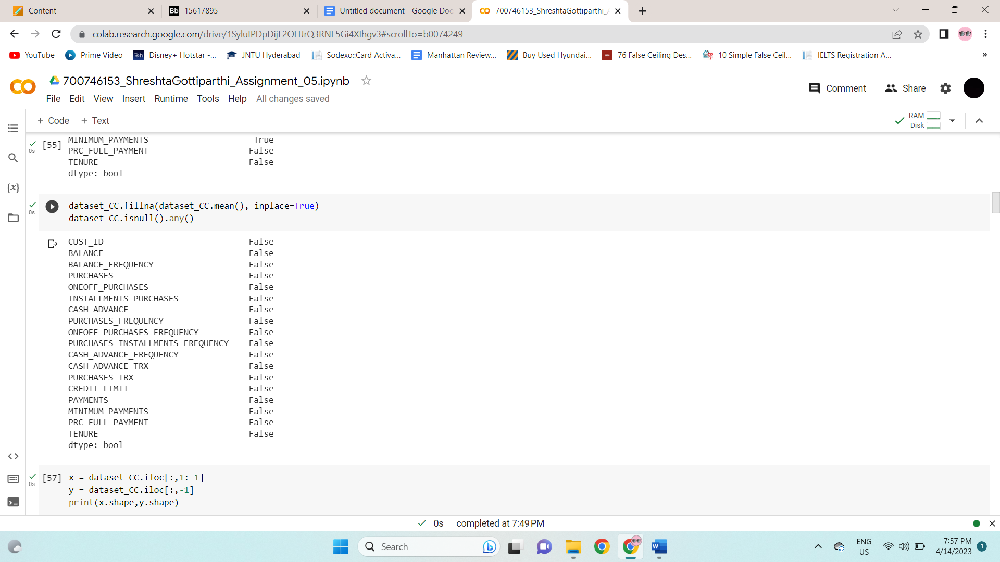 Content
Bb 15617895
Untitled document - Google Doc
700746153_ShreshtaGottiparthi_A
colab.research.google.com/drive/1SyluIPDpDijL2OHJrQ3RNL5Gi4XIhgv3#scrollTo=b0074249
YouTube Prime Video Disney+ Hotstar -... JNTU Hyderabad Sodexo::Card Activa... Manhattan Review... Buy Used Hyundai... 76 False Ceiling Des... 10 Simple False Ceil... IELTS Registration A... »
700746153_ShreshtaGottiparthi_Assignment_05.ipynb
Comment Share
File Edit View Insert Runtime Tools Help All changes saved
+ Code + Text
RAM
Disk
[55] MINIMUM_PAYMENTS True
0s
PRC_FULL_PAYMENT False
TENURE False
dtype: bool
{x}
0s
dataset_CC.fillna(dataset_CC.mean(), inplace=True)
dataset_CC.isnull().any()
CUST_ID False
BALANCE False
BALANCE_FREQUENCY False
PURCHASES False
ONEOFF_PURCHASES False
INSTALLMENTS_PURCHASES False
CASH_ADVANCE False
PURCHASES_FREQUENCY False
ONEOFF_PURCHASES_FREQUENCY False
PURCHASES_INSTALLMENTS_FREQUENCY False
CASH_ADVANCE_FREQUENCY False
CASH_ADVANCE_TRX False
PURCHASES_TRX False
CREDIT_LIMIT False
PAYMENTS False
MINIMUM_PAYMENTS False
PRC_FULL_PAYMENT False
TENURE False
dtype: bool
[57] x = dataset_CC.iloc[:,1:-1]
0s
y = dataset_CC.iloc[:,-1]
print(x.shape,y.shape)
0s completed at 7:49 PM
Search
ENG
US
7:57 PM
4/14/2023
1